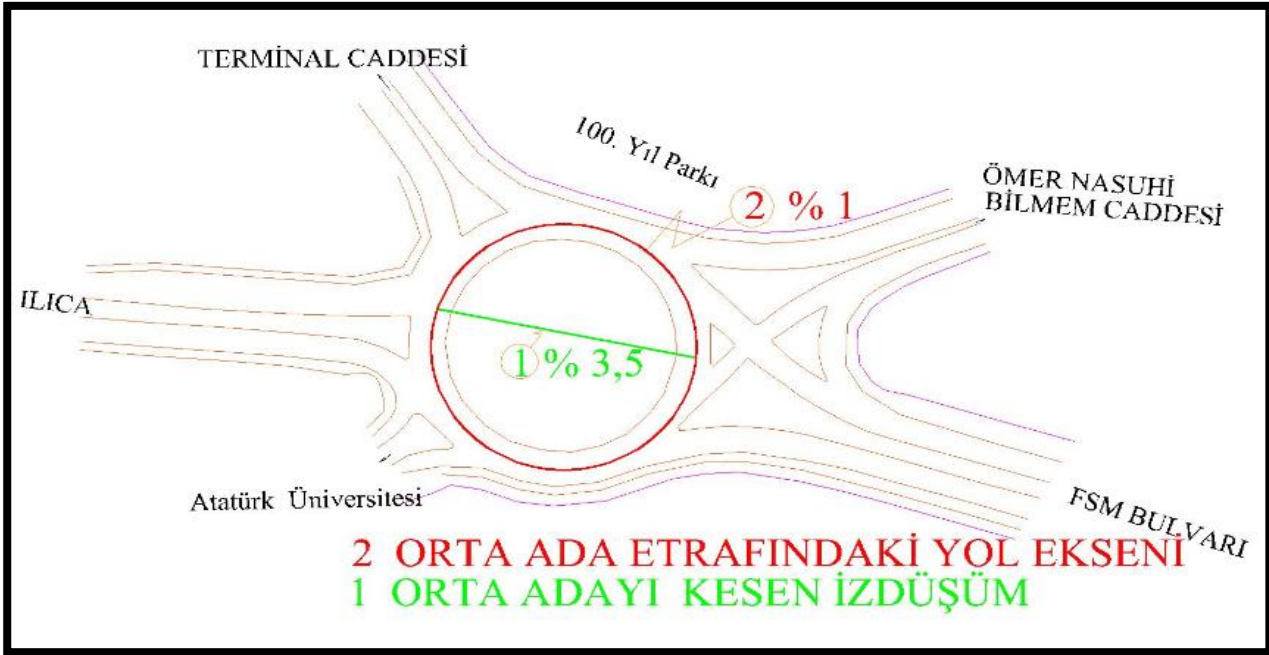 TERMİNAL CADDESİ
100. Yıl Parkı
2 % 1
ÖMER NASUHİ
BİLMEM CADDESİ
ILICA
1 % 3,5
Atatürk Üniversitesi
FSM BULVARI
2 ORTA ADA ETRAFINDAKİ YOL EKSENİ
1 ORTA ADAYI KESEN İZDÜŞÜM